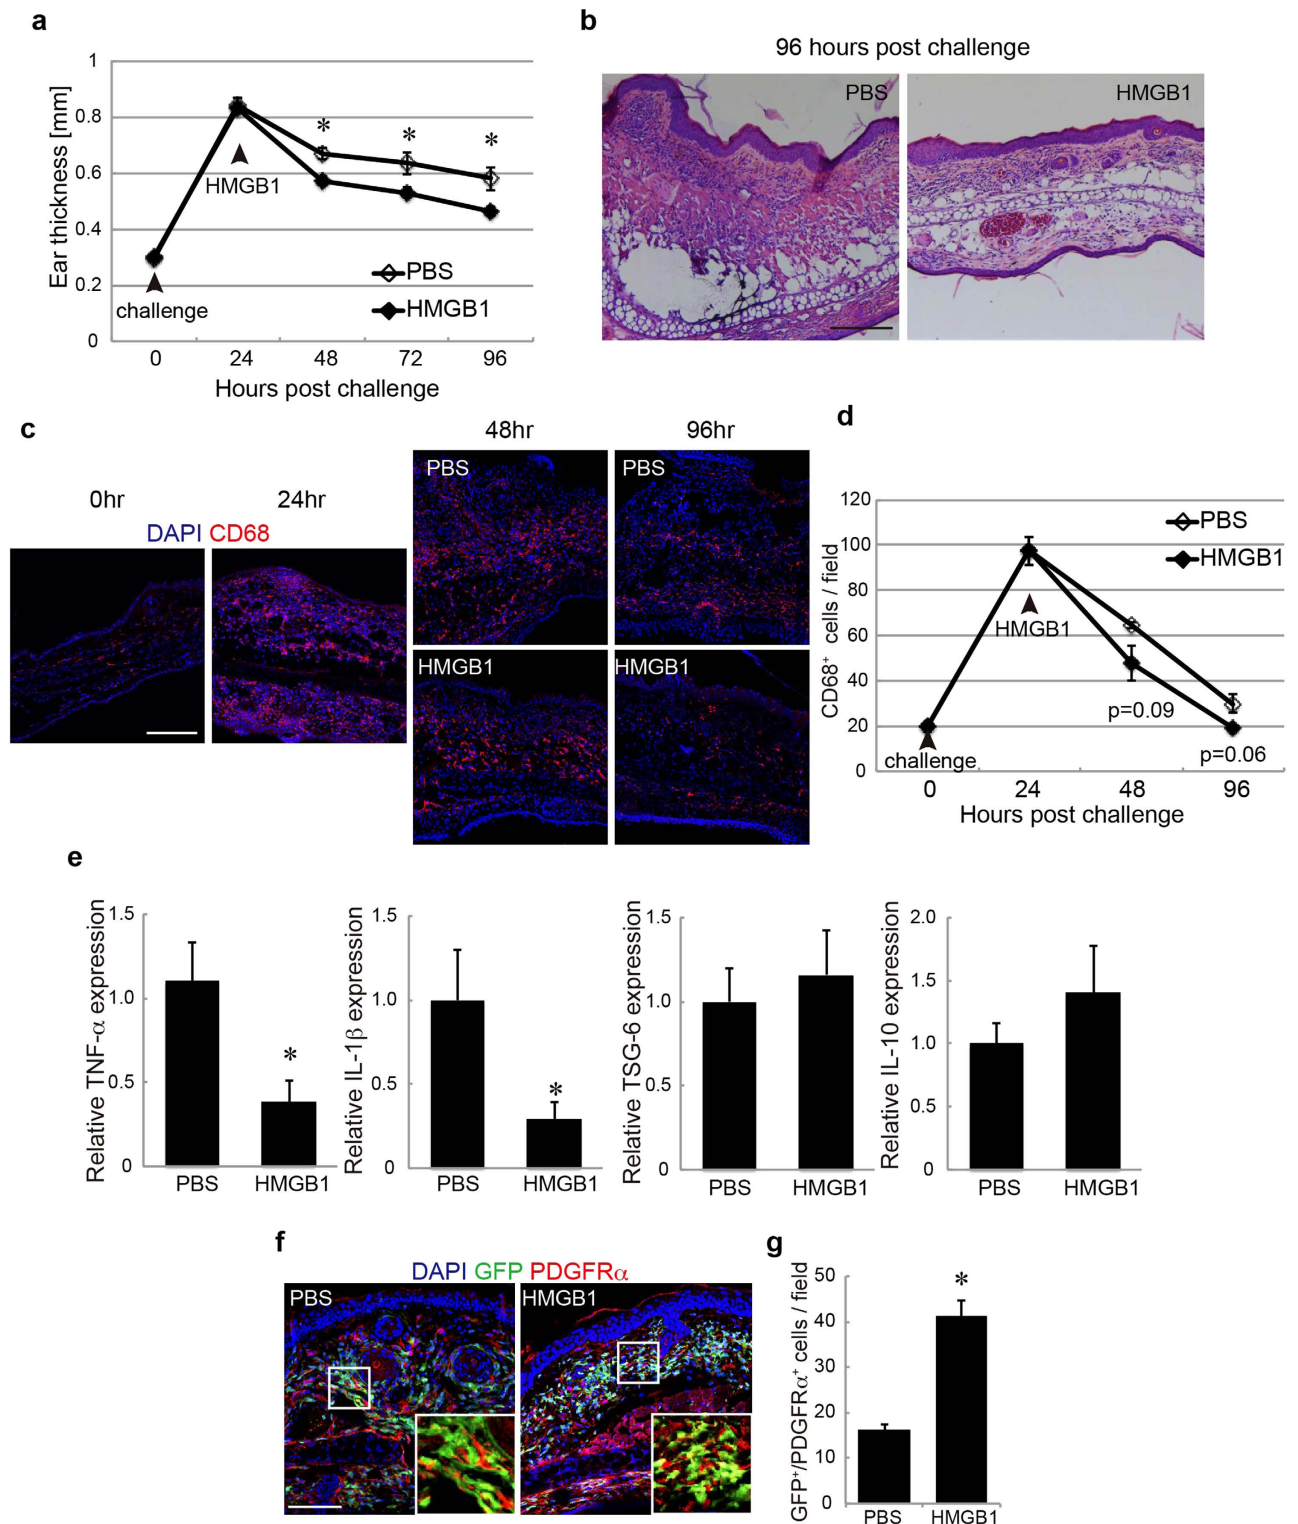 a
Ear thickness [mm]
1
0.8
0.6
0.4
0.2
0
*
*
*
HMGB1
challenge
PBS
HMGB1
0 24 48 72 96
Hours post challenge
b
96 hours post challenge
PBS
HMGB1
c
0hr
24hr
48hr
96hr
DAPI CD68
PBS
PBS
HMGB1
HMGB1
d
CD68⁺ cells / field
120
100
80
60
40
20
0
PBS
HMGB1
HMGB1
p=0.09
p=0.06
challenge
0 24 48 96
Hours post challenge
e
Relative TNF-α expression
1.5
1.0
0.5
0
*
PBS HMGB1
Relative IL-1β expression
1.5
1.0
0.5
0
*
PBS HMGB1
Relative TSG-6 expression
1.5
1.0
0.5
0
PBS HMGB1
Relative IL-10 expression
2.0
1.5
1.0
0.5
0
PBS HMGB1
f
DAPI GFP PDGFRα
PBS
HMGB1
g
GFP⁺/PDGFRα⁺ cells / field
50
40
30
20
10
0
*
PBS HMGB1